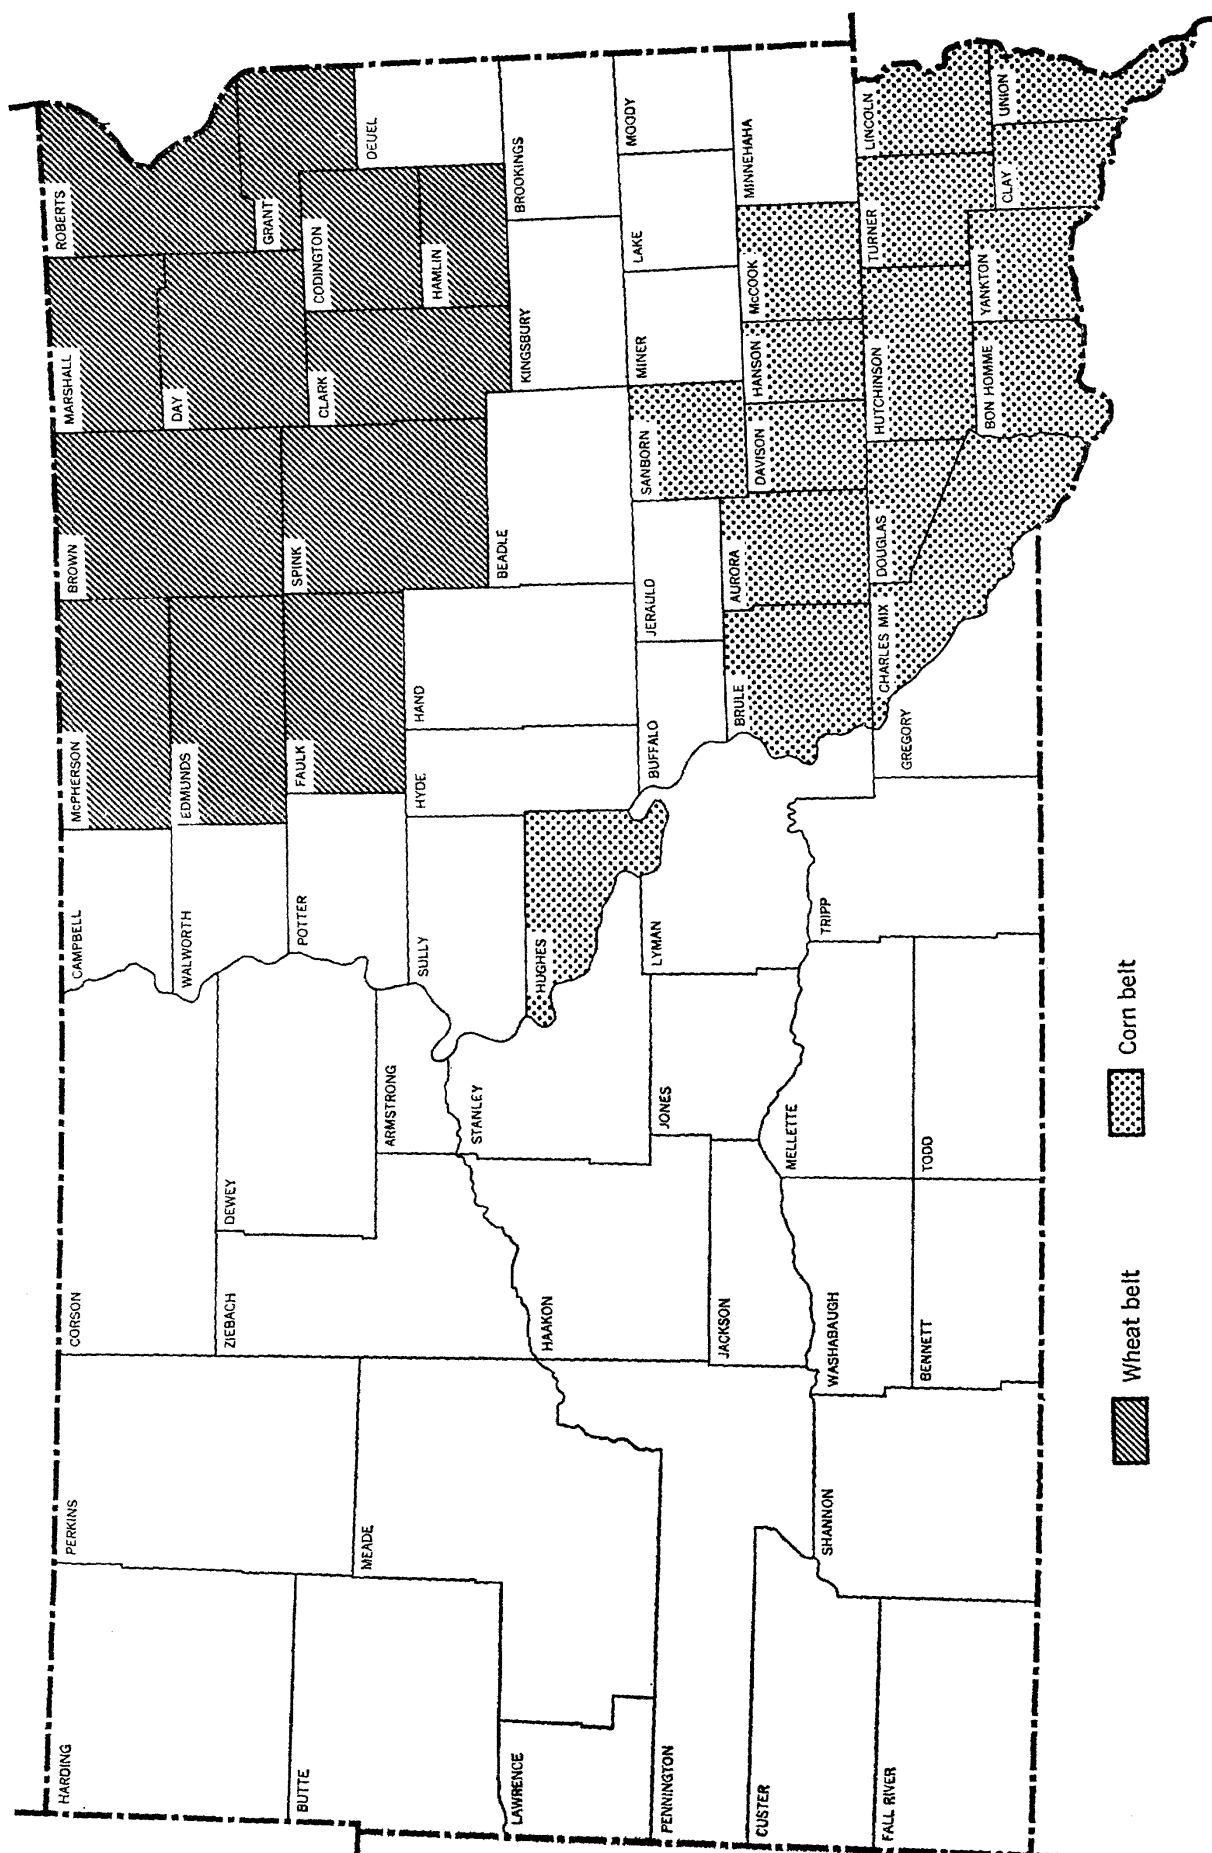 HARDING
PERKINS
CORSON
CAMPBELL
McPHERSON
BROWN
MARSHALL
ROBERTS
WALWORTH
EDMUNDS
DAY
BUTTE
ZIEBACH
DEWEY
POTTER
FAULK
SPINK
CLARK
CODINGTON
GRANT
MEADE
ARMSTRONG
SULLY
HYDE
HAND
HAMLIN
DEUEL
LAWRENCE
HAAKON
STANLEY
HUGHES
BEADLE
KINGSBURY
BROOKINGS
PENNINGTON
JACKSON
JONES
LYMAN
BUFFALO
JERAULD
SANBORN
MINER
LAKE
MOODY
CUSTER
SHANNON
WASHABAUGH
MELLETTE
TRIPP
BRULE
AURORA
DAVISON
HANSON
McCOOK
MINNEHAHA
FALL RIVER
BENNETT
TODD
GREGORY
CHARLES MIX
DOUGLAS
HUTCHINSON
TURNER
LINCOLN
BON HOMME
YANKTON
CLAY
UNION
Wheat belt
Corn belt